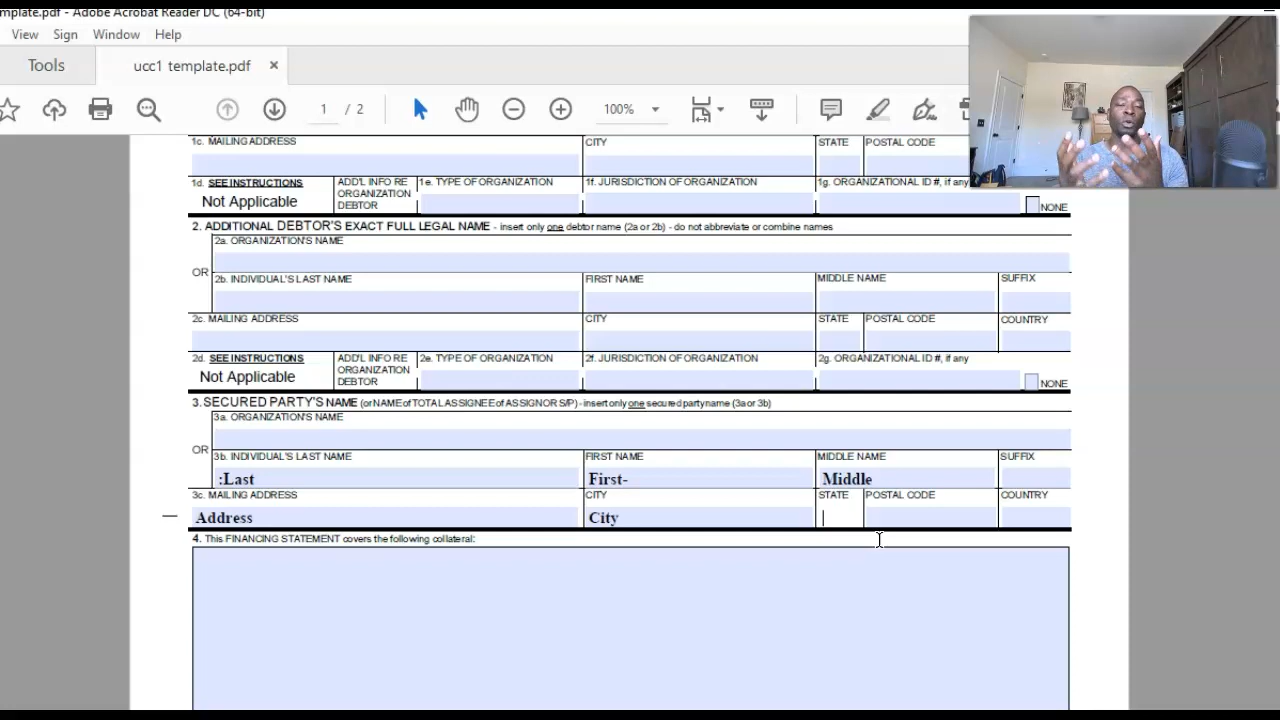 mplate.pdf - Adobe Acrobat Reader DC (64-bit)
View Sign Window Help
Tools ucc1 template.pdf ×
1 / 2 100%
1c. MAILING ADDRESS CITY STATE POSTAL CODE
1d. SEE INSTRUCTIONS ADD'L INFO RE ORGANIZATION DEBTOR 1e. TYPE OF ORGANIZATION 1f. JURISDICTION OF ORGANIZATION 1g. ORGANIZATIONAL ID #, if any
Not Applicable NONE
2. ADDITIONAL DEBTOR'S EXACT FULL LEGAL NAME - insert only one debtor name (2a or 2b) - do not abbreviate or combine names
2a. ORGANIZATION'S NAME
OR
2b. INDIVIDUAL'S LAST NAME FIRST NAME MIDDLE NAME SUFFIX
2c. MAILING ADDRESS CITY STATE POSTAL CODE COUNTRY
2d. SEE INSTRUCTIONS ADD'L INFO RE ORGANIZATION DEBTOR 2e. TYPE OF ORGANIZATION 2f. JURISDICTION OF ORGANIZATION 2g. ORGANIZATIONAL ID #, if any
Not Applicable NONE
3. SECURED PARTY'S NAME (or NAME of TOTAL ASSIGNEE of ASSIGNOR S/P) - insert only one secured party name (3a or 3b)
3a. ORGANIZATION'S NAME
OR
3b. INDIVIDUAL'S LAST NAME FIRST NAME MIDDLE NAME SUFFIX
:Last First- Middle
3c. MAILING ADDRESS CITY STATE POSTAL CODE COUNTRY
Address City
4. This FINANCING STATEMENT covers the following collateral: